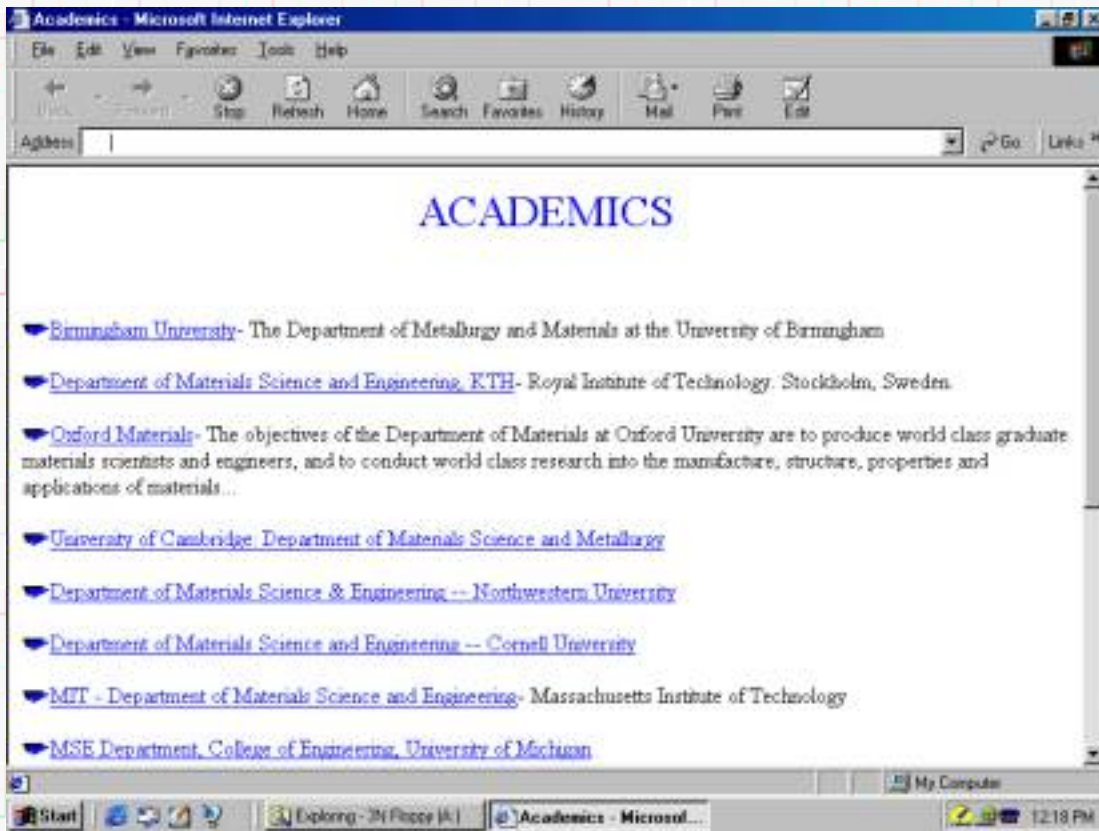 Academics - Microsoft Internet Explorer
File Edit View Favorites Tools Help
Back Forward Stop Refresh Home Search Favorites History Mail Print Edit
Address Go Links »
ACADEMICS
Birmingham University- The Department of Metallurgy and Materials at the University of Birmingham
Department of Materials Science and Engineering, KTH- Royal Institute of Technology. Stockholm, Sweden.
Oxford Materials- The objectives of the Department of Materials at Oxford University are to produce world class graduate
materials scientists and engineers, and to conduct world class research into the manufacture, structure, properties and
applications of materials...
University of Cambridge: Department of Materials Science and Metallurgy
Department of Materials Science & Engineering -- Northwestern University
Department of Materials Science and Engineering -- Cornell University
MIT - Department of Materials Science and Engineering- Massachusetts Institute of Technology
MSE Department, College of Engineering, University of Michigan
My Computer
Start Exploring - 3½ Floppy (A:) Academics - Microsof... 12:18 PM